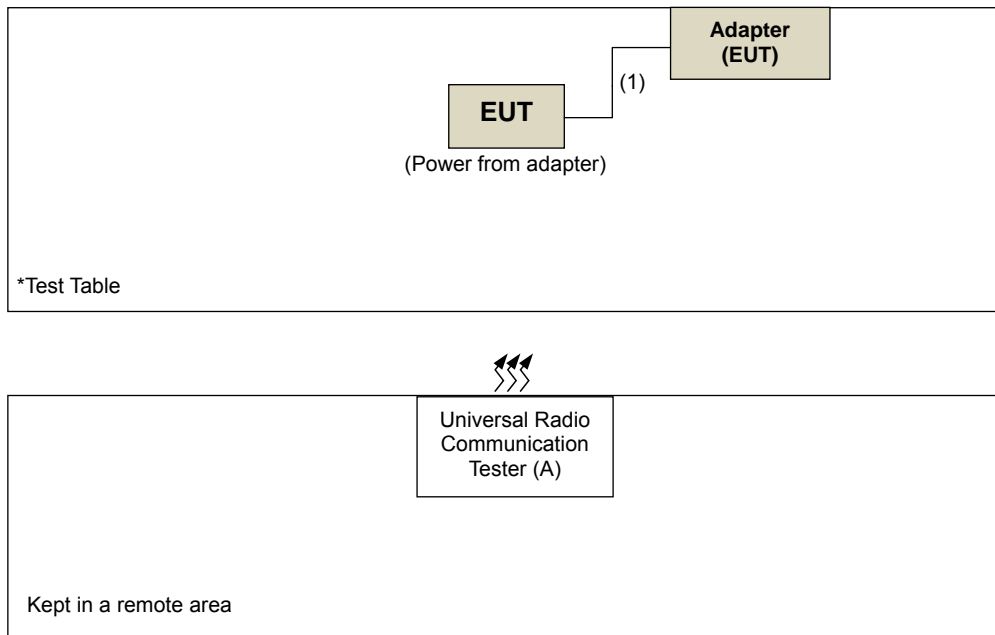 Adapter
(EUT)
(1)
EUT
(Power from adapter)
*Test Table
Universal Radio
Communication
Tester (A)
Kept in a remote area